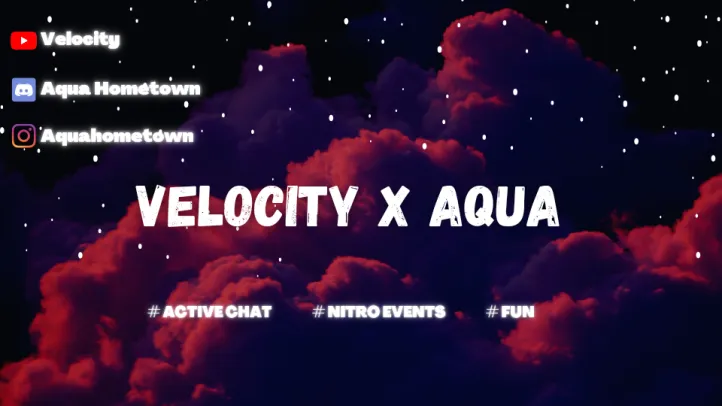 Velocity
Aqua Hometown
Aquahometown
VELOCITY X AQUA
# ACTIVE CHAT # NITRO EVENTS # FUN